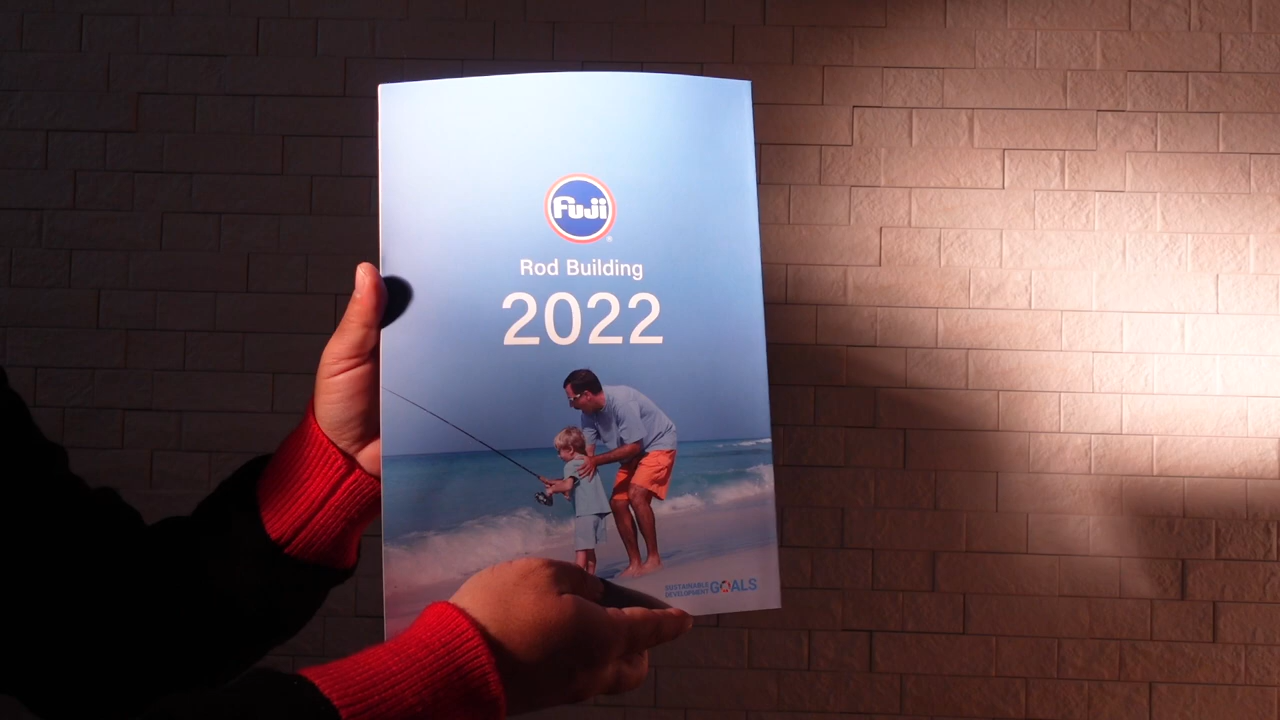 Fuji
®
Rod Building
2022
SUSTAINABLE
DEVELOPMENT GOALS